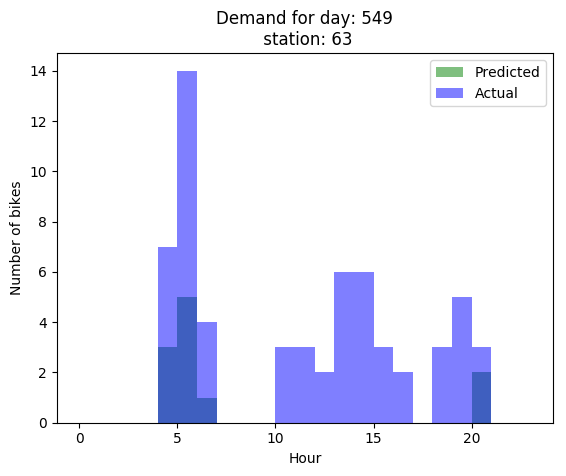 Demand for day: 549
station: 63
Predicted
Actual
Number of bikes
14
12
10
8
6
4
2
0
0
5
10
15
20
Hour